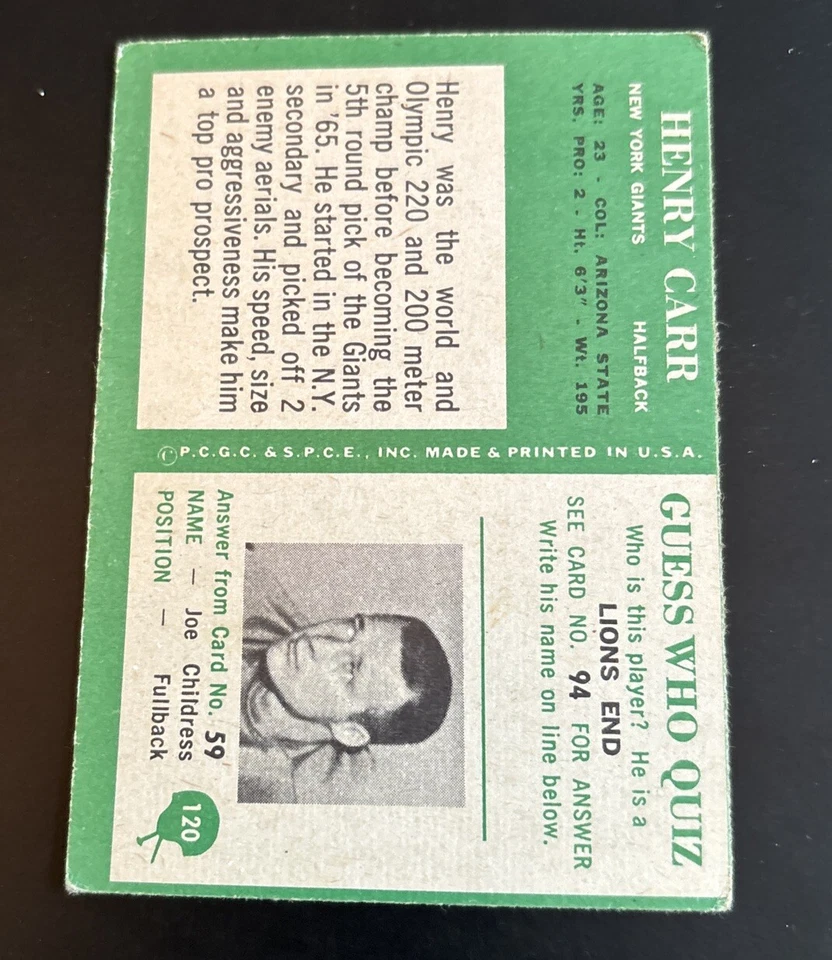 HENRY CARR
NEW YORK GIANTS HALFBACK
AGE: 23 - COL: ARIZONA STATE
YRS. PRO: 2 - Ht. 6'3" - Wt. 195
Henry was the world and
Olympic 220 and 200 meter
champ before becoming the
5th round pick of the Giants
in '65. He started in the N.Y.
secondary and picked off 2
enemy aerials. His speed, size
and aggressiveness make him
a top pro prospect.
©P.C.G.C. & S.P.C.E., INC. MADE & PRINTED IN U.S.A.
GUESS WHO QUIZ
Who is this player? He is a
LIONS END
SEE CARD NO. 94 FOR ANSWER
Write his name on line below.
Answer from Card No. 59
NAME — Joe Childress
POSITION — Fullback
120